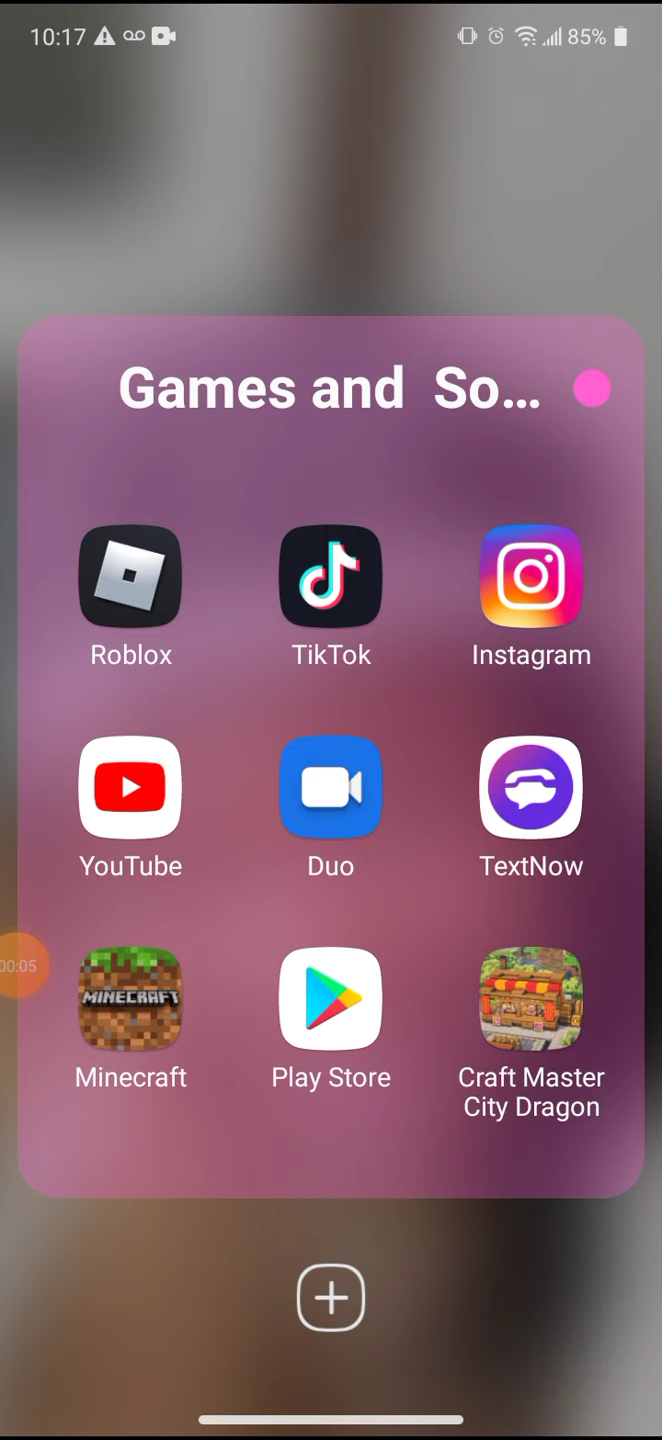 10:17 85%
Games and So...
Roblox TikTok Instagram
YouTube Duo TextNow
00:05
MINECRAFT
Minecraft Play Store Craft Master
City Dragon